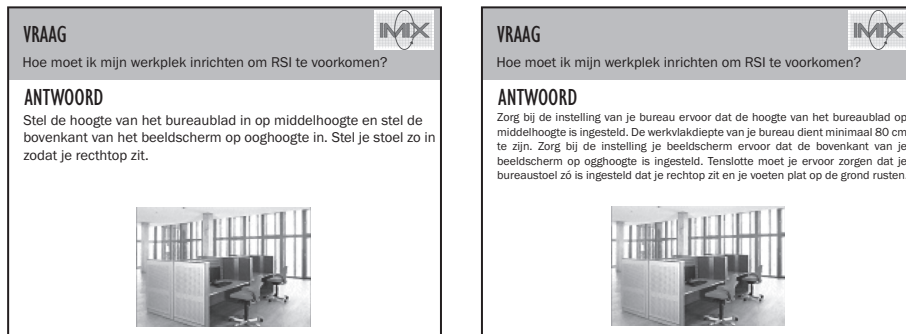 VRAAG
IMIX
Hoe moet ik mijn werkplek inrichten om RSI te voorkomen?
ANTWOORD
Stel de hoogte van het bureaublad in op middelhoogte en stel de
bovenkant van het beeldscherm op ooghoogte in. Stel je stoel zo in
zodat je recthtop zit.
VRAAG
IMIX
Hoe moet ik mijn werkplek inrichten om RSI te voorkomen?
ANTWOORD
Zorg bij de instelling van je bureau ervoor dat de hoogte van het bureaublad op
middelhoogte is ingesteld. De werkvlakdiepte van je bureau dient minimaal 80 cm
te zijn. Zorg bij de instelling je beeldscherm ervoor dat de bovenkant van je
beeldscherm op ogghoogte is ingesteld. Tenslotte moet je ervoor zorgen dat je
bureaustoel zó is ingesteld dat je rechtop zit en je voeten plat op de grond rusten.